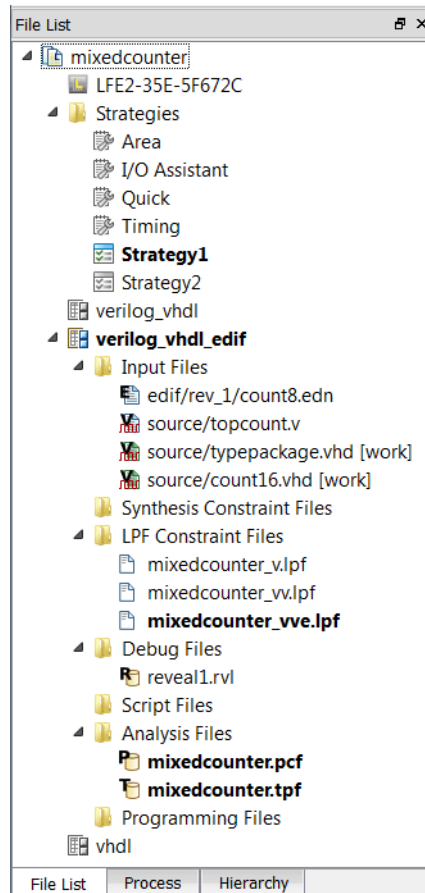 File List
mixedcounter
LFE2-35E-5F672C
Strategies
Area
I/O Assistant
Quick
Timing
Strategy1
Strategy2
verilog_vhdl
verilog_vhdl_edif
Input Files
edif/rev_1/count8.edn
source/topcount.v
source/typepackage.vhd [work]
source/count16.vhd [work]
Synthesis Constraint Files
LPF Constraint Files
mixedcounter_v.lpf
mixedcounter_vv.lpf
mixedcounter_vve.lpf
Debug Files
reveal1.rvl
Script Files
Analysis Files
mixedcounter.pcf
mixedcounter.tpf
Programming Files
vhdl
File List Process Hierarchy